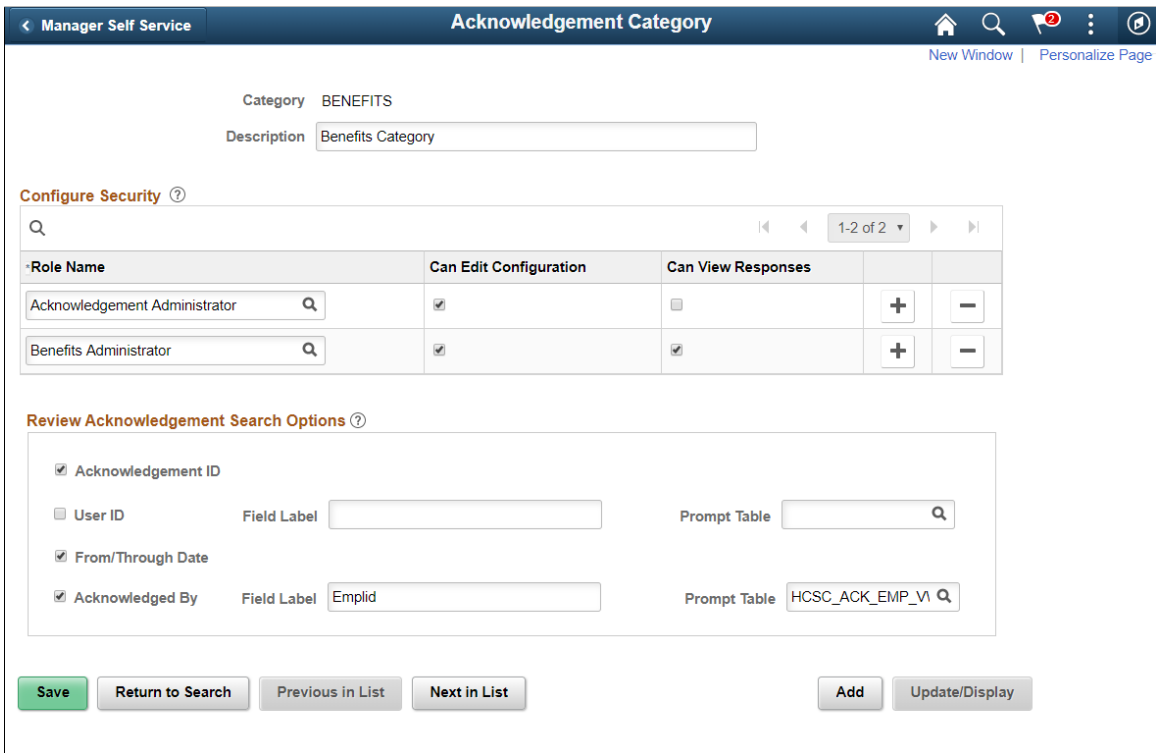 Manager Self Service
Acknowledgement Category
2
New Window | Personalize Page
Category BENEFITS
Description Benefits Category
Configure Security ?
1-2 of 2
*Role Name Can Edit Configuration Can View Responses
Acknowledgement Administrator
Benefits Administrator
Review Acknowledgement Search Options ?
Acknowledgement ID
User ID Field Label Prompt Table
From/Through Date
Acknowledged By Field Label Emplid Prompt Table HCSC_ACK_EMP_V
Save Return to Search Previous in List Next in List Add Update/Display